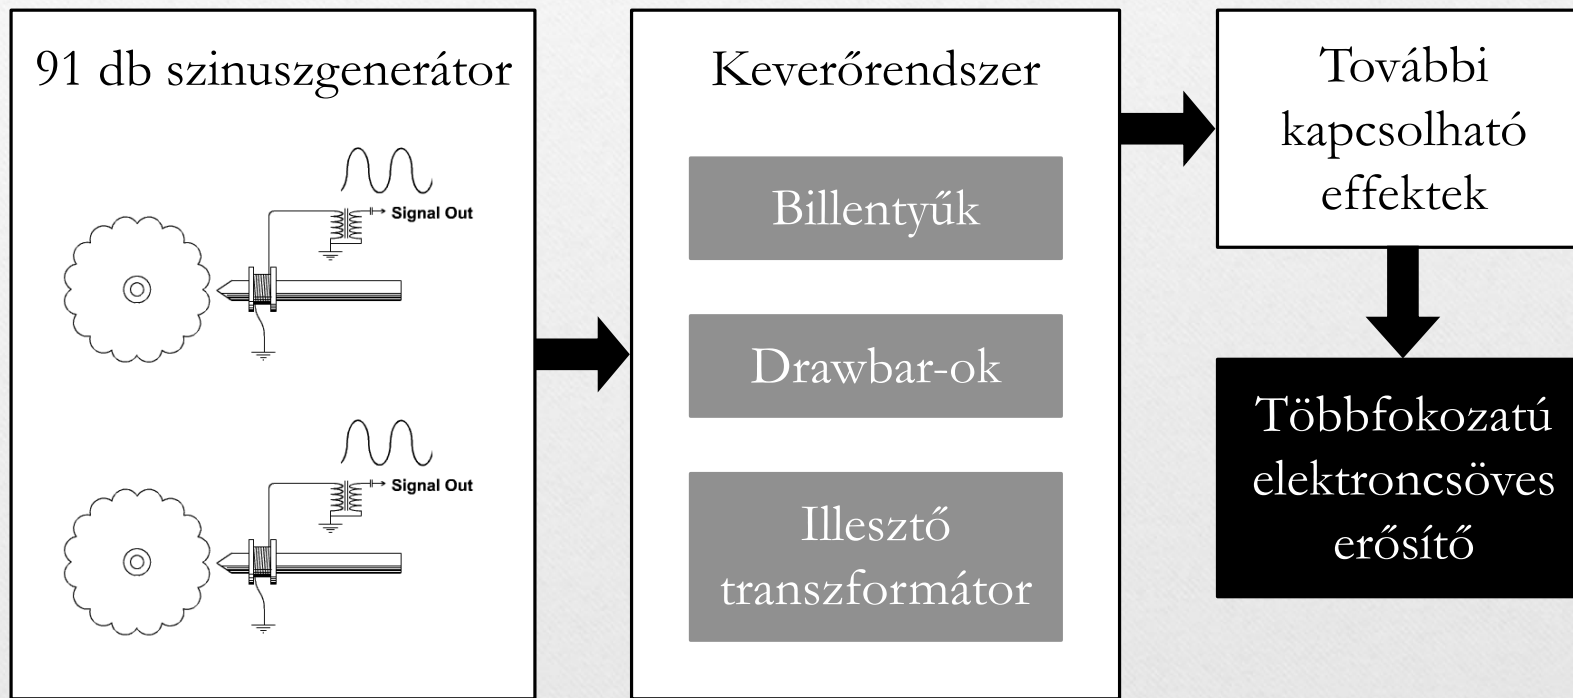 91 db szinuszgenerátor
Signal Out
Signal Out
Keverőrendszer
Billentyűk
Drawbar-ok
Illesztő
transzformátor
További
kapcsolható
effektek
Többfokozatú
elektroncsöves
erősítő